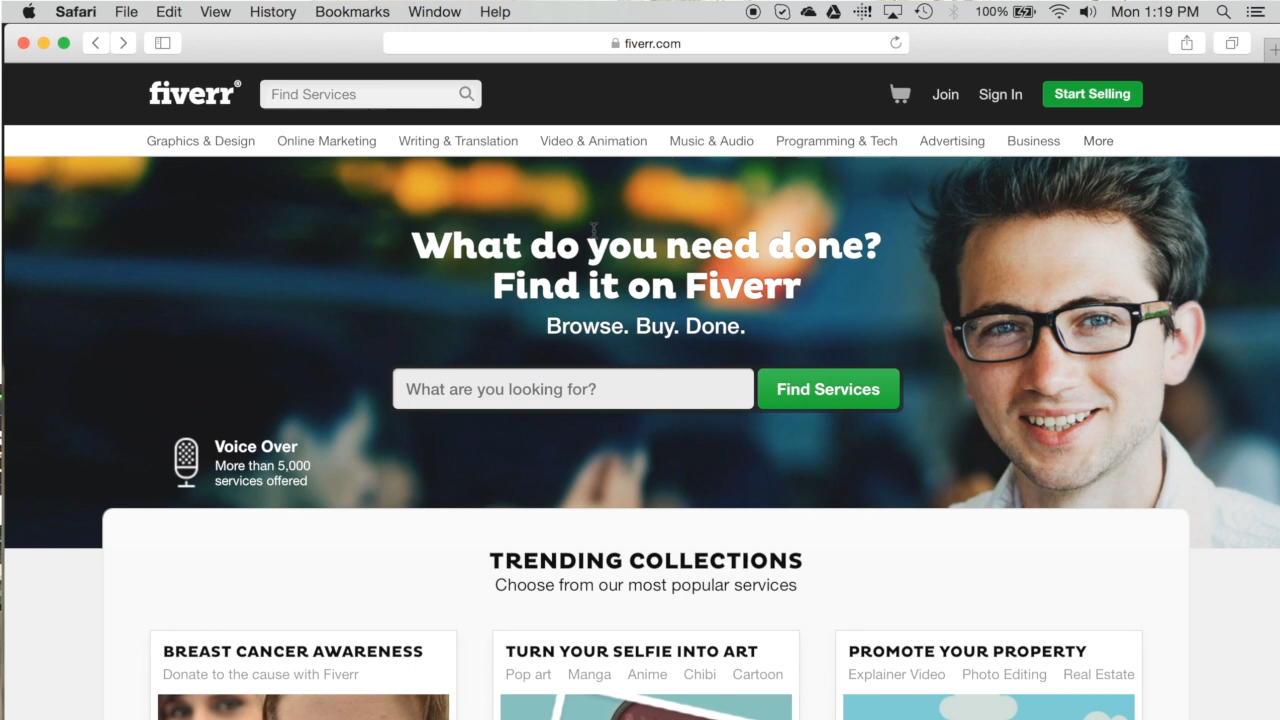 Safari File Edit View History Bookmarks Window Help 100% Mon 1:19 PM
fiverr.com
fiverr® Find Services Join Sign In Start Selling
Graphics & Design Online Marketing Writing & Translation Video & Animation Music & Audio Programming & Tech Advertising Business More
What do you need done?
Find it on Fiverr
Browse. Buy. Done.
What are you looking for? Find Services
Voice Over
More than 5,000
services offered
TRENDING COLLECTIONS
Choose from our most popular services
BREAST CANCER AWARENESS
Donate to the cause with Fiverr
TURN YOUR SELFIE INTO ART
Pop art Manga Anime Chibi Cartoon
PROMOTE YOUR PROPERTY
Explainer Video Photo Editing Real Estate